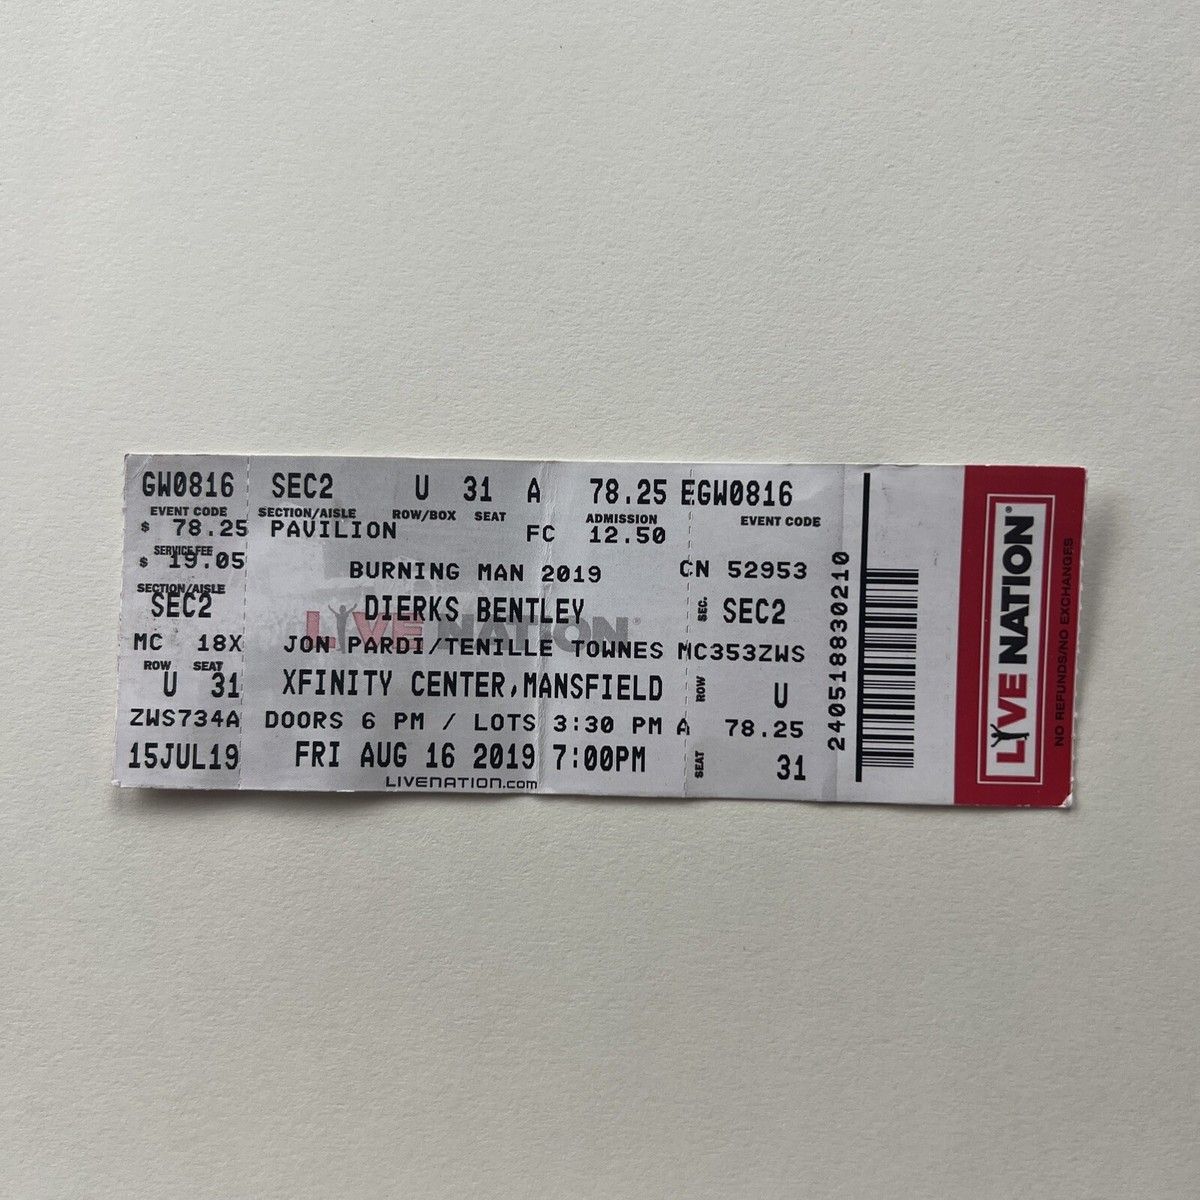 GW0816 SEC2 U 31 A 78.25 EGW0816
EVENT CODE SECTION/AISLE ROW/BOX SEAT ADMISSION EVENT CODE
$ 78.25 PAVILION FC 12.50
SERVICE FEE
$ 19.05 BURNING MAN 2019 CN 52953
SECTION/AISLE
SEC2 DIERKS BENTLEY SEC. SEC2
LIVE NATION®
MC 18X JON PARDI/TENILLE TOWNES MC353ZWS
ROW SEAT
U 31 XFINITY CENTER,MANSFIELD ROW U
ZWS734A DOORS 6 PM / LOTS 3:30 PM A 78.25
15JUL19 FRI AUG 16 2019 7:00PM SEAT 31
LIVENATION.com
2405188830210
LIVE NATION®
NO REFUNDS/NO EXCHANGES